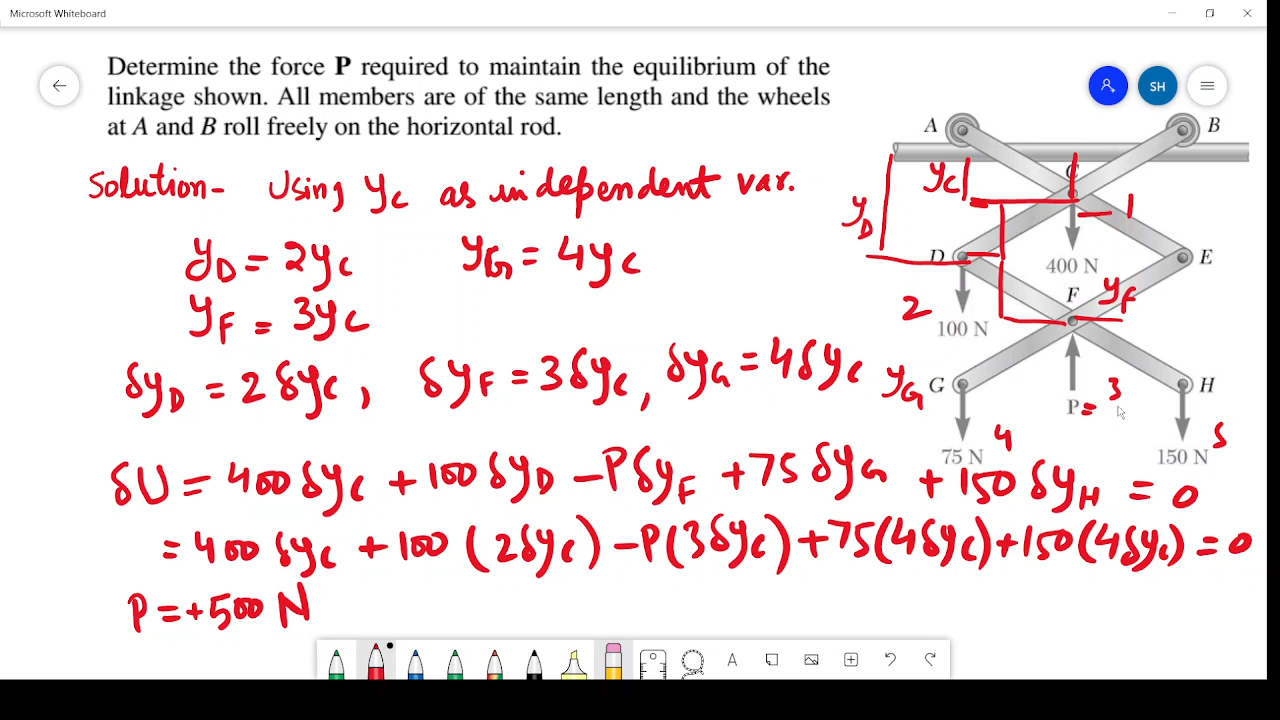 Microsoft Whiteboard
Determine the force P required to maintain the equilibrium of the
linkage shown. All members are of the same length and the wheels
at A and B roll freely on the horizontal rod.
SH
Solution- Using yC as independent var.
yD = 2yC yG = 4yC
yF = 3yC
δyD = 2δyC, δyF = 3δyC, δyG = 4δyC
δU = 400δyC + 100δyD - PδyF + 75δyG + 150δyH = 0
= 400δyC + 100(2δyC) - P(3δyC) + 75(4δyC) + 150(4δyC) = 0
P = +500 N
A
B
yC
C
1
yD
D
E
400 N
F
yF
2
100 N
yG
G
H
P = 3
4
5
75 N
150 N
A